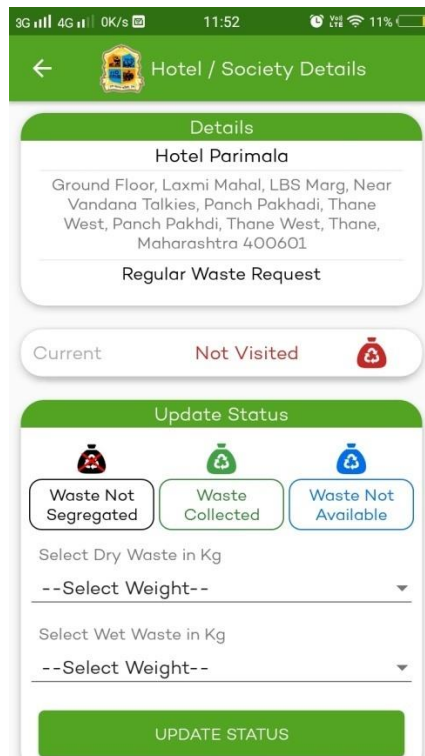 3G 4G 0K/s 11:52 VoI LTE 11%
Hotel / Society Details
Details
Hotel Parimala
Ground Floor, Laxmi Mahal, LBS Marg, Near
Vandana Talkies, Panch Pakhadi, Thane
West, Panch Pakhdi, Thane West, Thane,
Maharashtra 400601
Regular Waste Request
Current Not Visited
Update Status
Waste Not
Segregated
Waste
Collected
Waste Not
Available
Select Dry Waste in Kg
--Select Weight--
Select Wet Waste in Kg
--Select Weight--
UPDATE STATUS